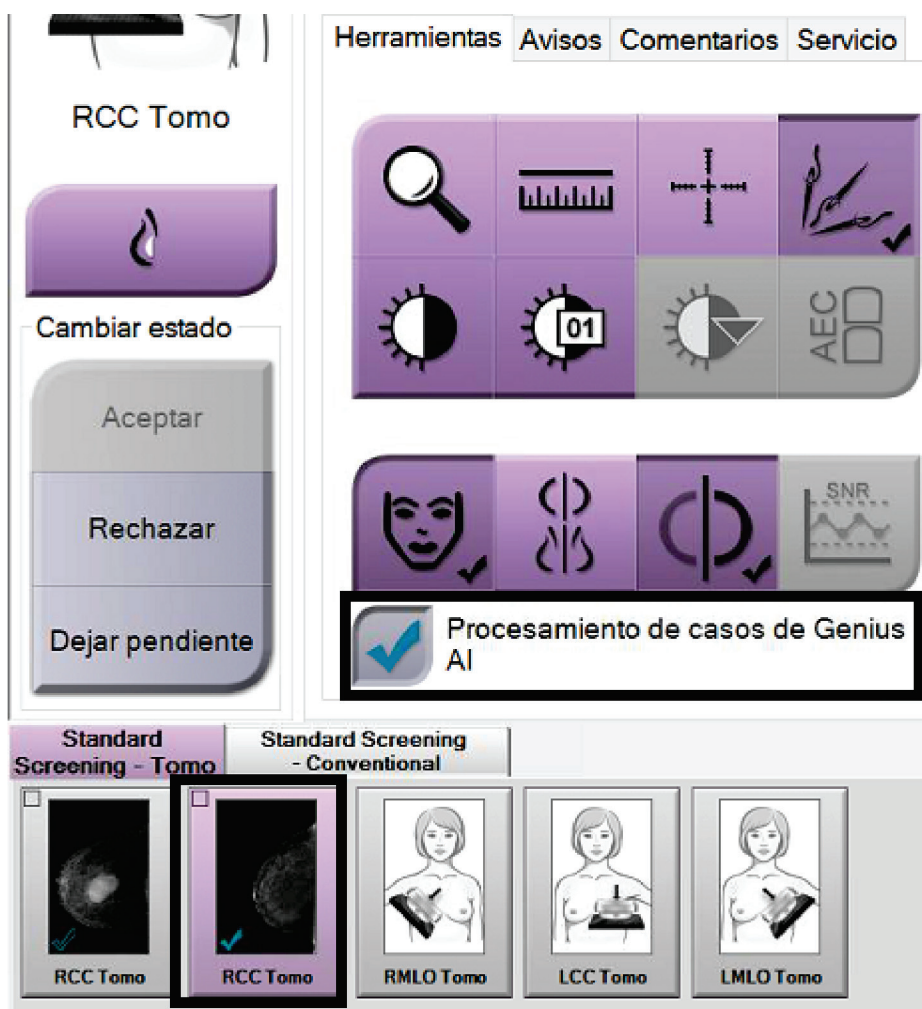 RCC Tomo
Cambiar estado
Aceptar
Rechazar
Dejar pendiente
Herramientas Avisos Comentarios Servicio
01
AEC
SNR
Procesamiento de casos de Genius
AI
Standard
Screening - Tomo
Standard Screening
- Conventional
RCC Tomo
RCC Tomo
RMLO Tomo
LCC Tomo
LMLO Tomo